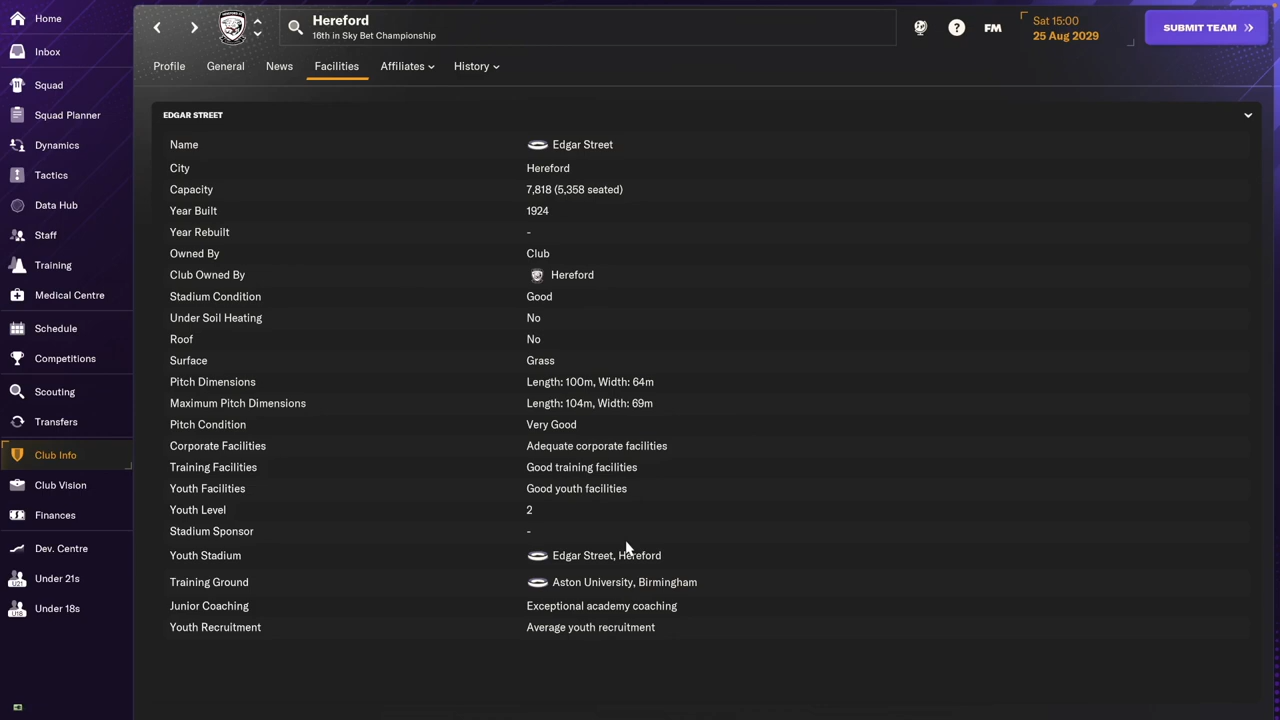 Home
Inbox
Squad
Squad Planner
Dynamics
Tactics
Data Hub
Staff
Training
Medical Centre
Schedule
Competitions
Scouting
Transfers
Club Info
Club Vision
Finances
Dev. Centre
U21 Under 21s
U18 Under 18s
Hereford
16th in Sky Bet Championship
? FM
Sat 15:00
25 Aug 2029
SUBMIT TEAM
Profile General News Facilities Affiliates History
EDGAR STREET
Name Edgar Street
City Hereford
Capacity 7,818 (5,358 seated)
Year Built 1924
Year Rebuilt -
Owned By Club
Club Owned By Hereford
Stadium Condition Good
Under Soil Heating No
Roof No
Surface Grass
Pitch Dimensions Length: 100m, Width: 64m
Maximum Pitch Dimensions Length: 104m, Width: 69m
Pitch Condition Very Good
Corporate Facilities Adequate corporate facilities
Training Facilities Good training facilities
Youth Facilities Good youth facilities
Youth Level 2
Stadium Sponsor -
Youth Stadium Edgar Street, Hereford
Training Ground Aston University, Birmingham
Junior Coaching Exceptional academy coaching
Youth Recruitment Average youth recruitment